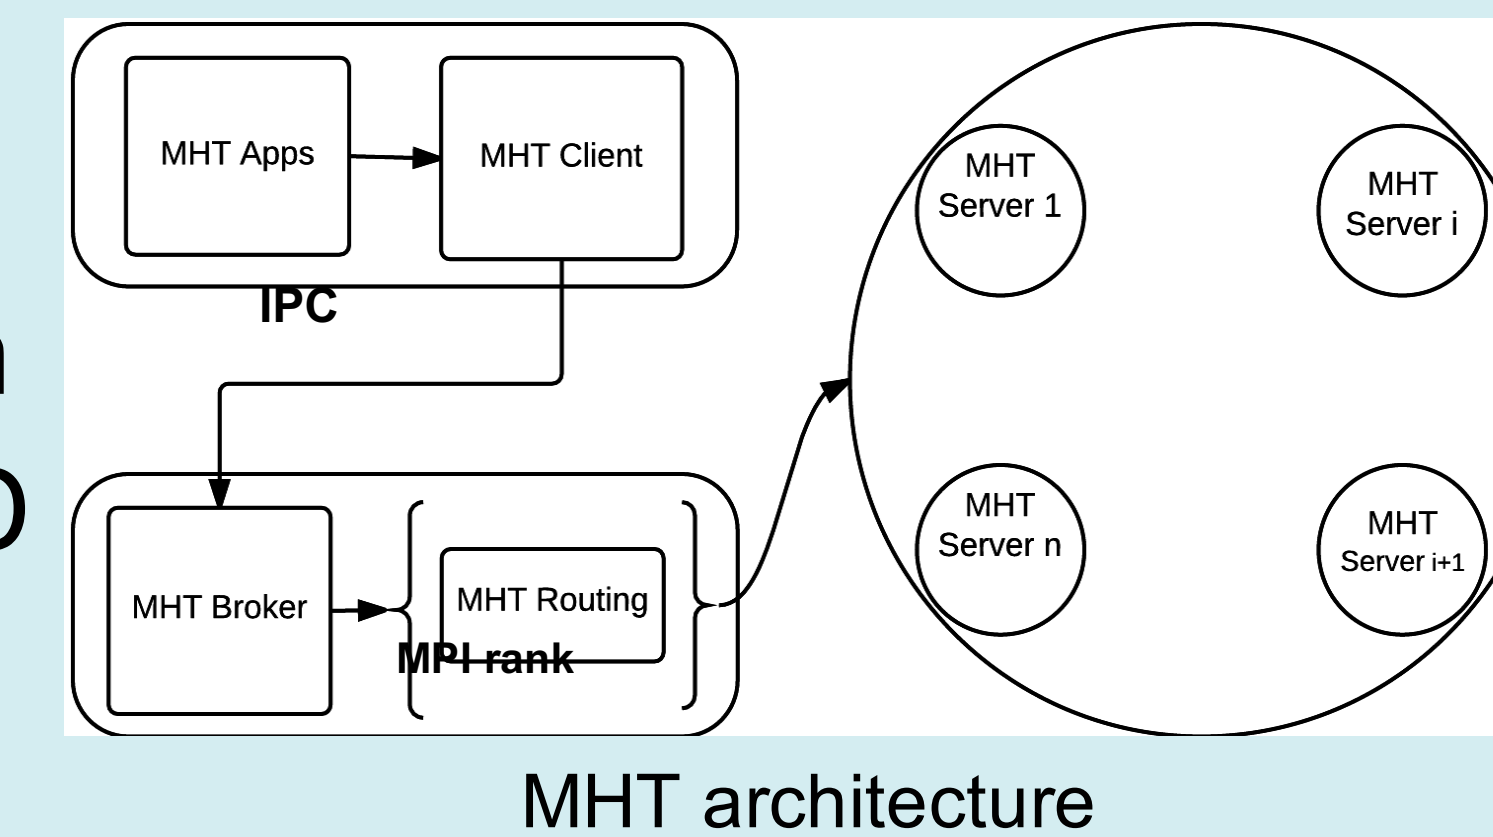 MHT Apps
MHT Client
IPC
MHT Broker
MHT Routing
MPI rank
MHT
Server 1
MHT
Server i
MHT
Server n
MHT
Server i+1
MHT architecture